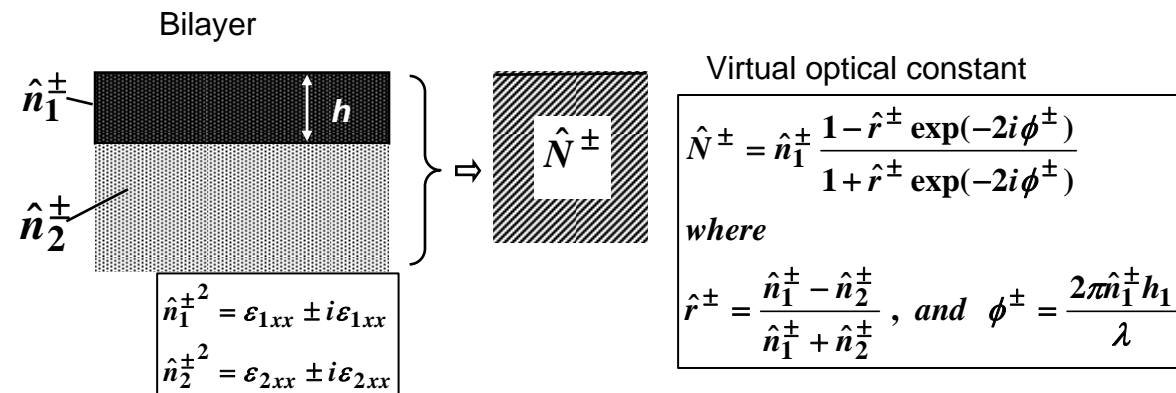 Bilayer
n̂₁^±
h
n̂₂^±
N̂^±
n̂₁^±² = ε₁ₓₓ ± iε₁ₓₓ
n̂₂^±² = ε₂ₓₓ ± iε₂ₓₓ
Virtual optical constant
N̂^± = n̂₁^± (1 − r̂^± exp(−2iϕ^±)) / (1 + r̂^± exp(−2iϕ^±))
where
r̂^± = (n̂₁^± − n̂₂^±) / (n̂₁^± + n̂₂^±) , and ϕ^± = 2πn̂₁^±h₁ / λ